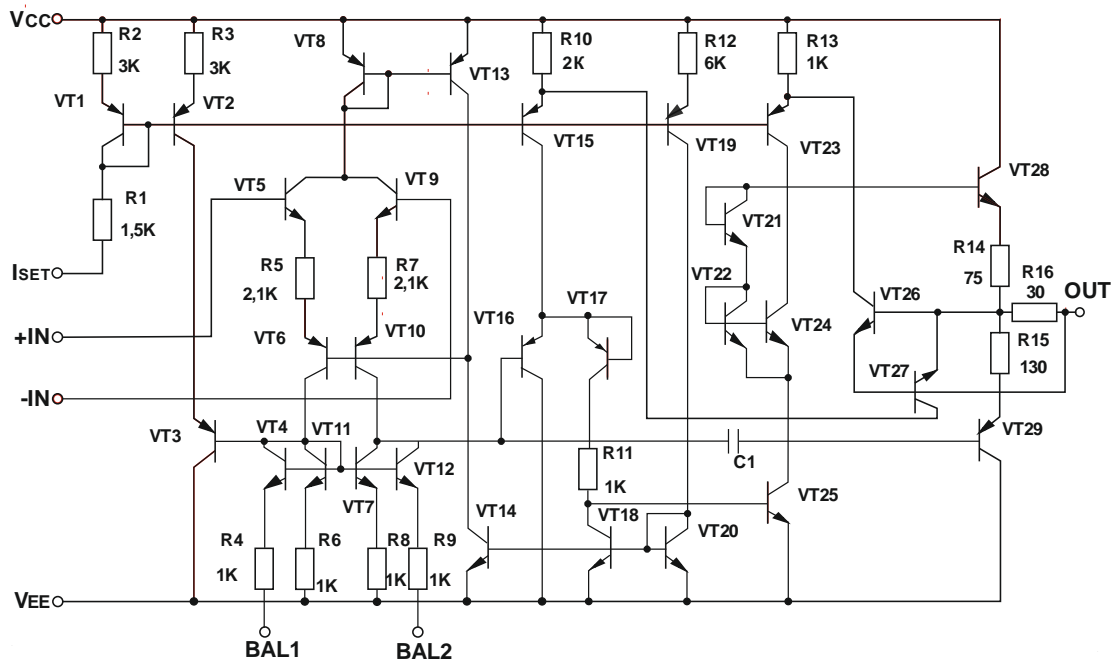 VCC
R2
3K
R3
3K
VT8
VT13
R10
2K
R12
6K
R13
1K
VT1
VT2
VT15
VT19
VT23
VT28
R1
1,5K
VT5
VT9
VT21
ISET
R5
2,1K
R7
2,1K
VT22
R14
75
R16
30
OUT
+IN
VT6
VT10
VT16
VT17
VT24
VT26
R15
130
-IN
VT27
VT3
VT4
VT11
VT12
VT29
C1
VT7
R11
1K
VT25
VT14
VT18
VT20
R4
1K
R6
1K
R8
1K
R9
1K
VEE
BAL1
BAL2